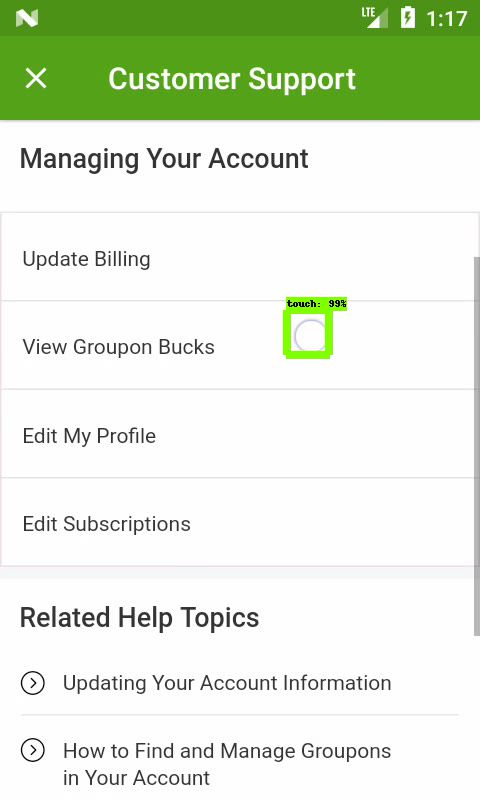 LTE 1:17
Customer Support
Managing Your Account
Update Billing
touch: 99%
View Groupon Bucks
Edit My Profile
Edit Subscriptions
Related Help Topics
Updating Your Account Information
How to Find and Manage Groupons
in Your Account